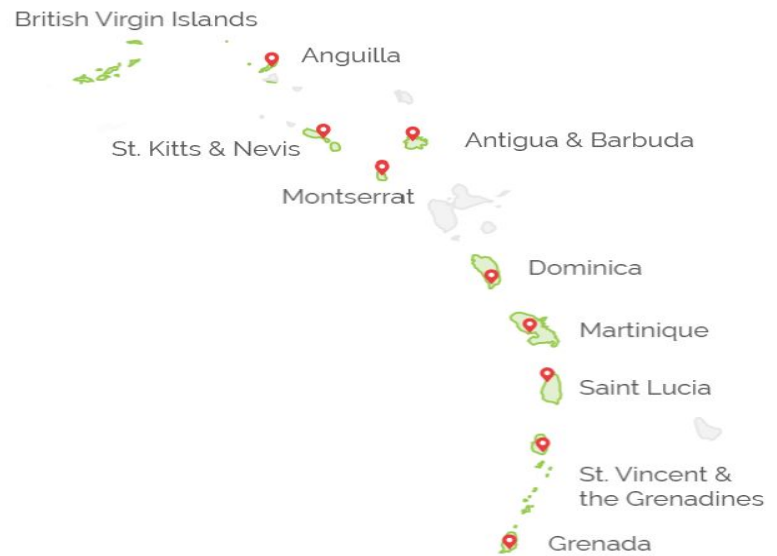 British Virgin Islands
Anguilla
St. Kitts & Nevis
Antigua & Barbuda
Montserrat
Dominica
Martinique
Saint Lucia
St. Vincent &
the Grenadines
Grenada